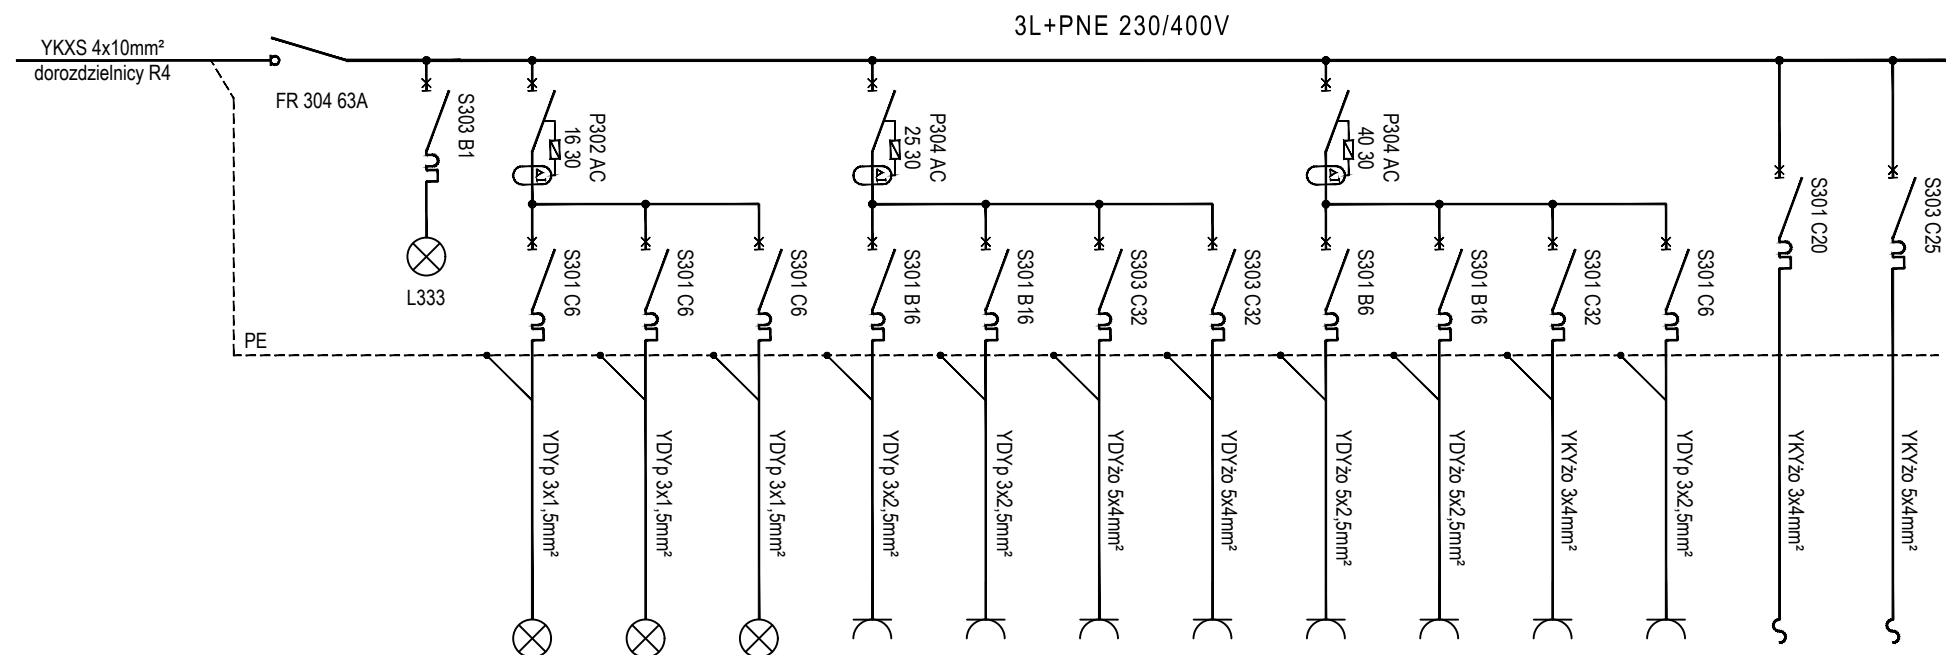 3L+PNE 230/400V
YKXS 4x10mm²
dorozdzielnicy R4
FR 304 63A
S303 B1
L333
P302 AC
16 30
P304 AC
25 30
P304 AC
40 30
S301 C20
S303 C25
S301 C6
S301 C6
S301 C6
S301 B16
S301 B16
S303 C32
S303 C32
S301 B6
S301 B16
S301 C32
S301 C6
PE
YDYp 3x1,5mm²
YDYp 3x1,5mm²
YDYp 3x1,5mm²
YDYp 3x2,5mm²
YDYp 3x2,5mm²
YDYżo 5x4mm²
YDYżo 5x4mm²
YDYżo 5x2,5mm²
YDYżo 5x2,5mm²
YKYżo 3x4mm²
YDYp 3x2,5mm²
YKYżo 3x4mm²
YKYżo 5x4mm²